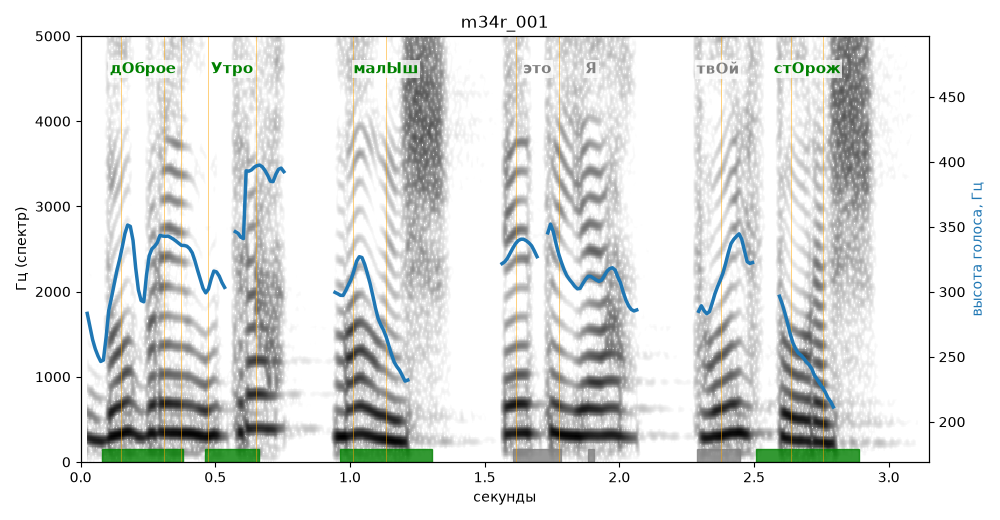 m34r_001
дОброе Утро малЫш это Я твОй стОрож
5000
4000
3000
2000
1000
0
Гц (спектр)
450
400
350
300
250
200
высота голоса, Гц
0.0 0.5 1.0 1.5 2.0 2.5 3.0
секунды